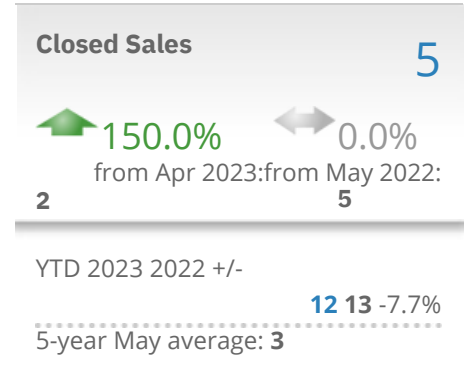 Closed Sales 5
150.0% 0.0%
from Apr 2023:from May 2022:
2 5
YTD 2023 2022 +/-
12 13 -7.7%
5-year May average: 3